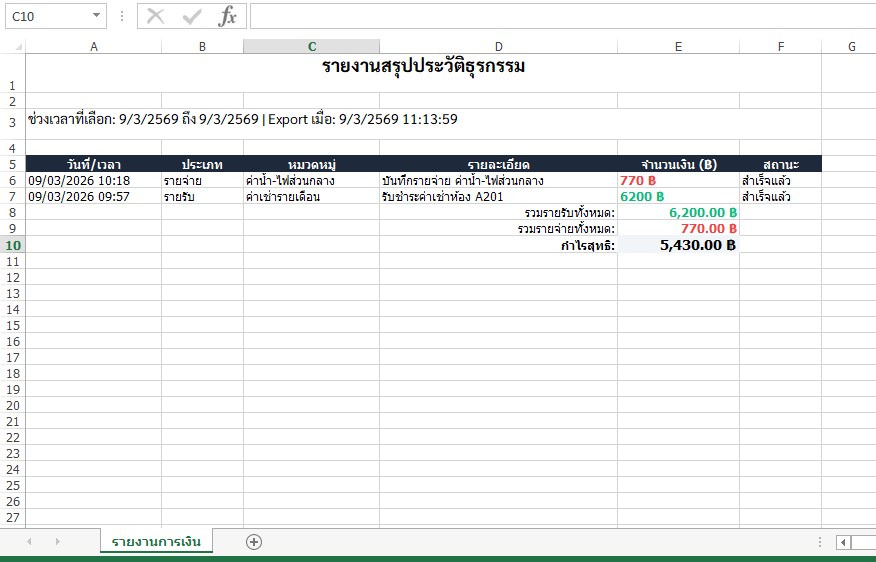 C10 fx
A B C D E F G
1 รายงานสรุปประวัติธุรกรรม
2
3 ช่วงเวลาที่เลือก: 9/3/2569 ถึง 9/3/2569 | Export เมื่อ: 9/3/2569 11:13:59
4
5 วันที่/เวลา ประเภท หมวดหมู่ รายละเอียด จำนวนเงิน (฿) สถานะ
6 09/03/2026 10:18 รายจ่าย ค่าน้ำ-ไฟส่วนกลาง บันทึกรายจ่าย ค่าน้ำ-ไฟส่วนกลาง 770 ฿ สำเร็จแล้ว
7 09/03/2026 09:57 รายรับ ค่าเช่ารายเดือน รับชำระค่าเช่าห้อง A201 6200 ฿ สำเร็จแล้ว
8 รวมรายรับทั้งหมด: 6,200.00 ฿
9 รวมรายจ่ายทั้งหมด: 770.00 ฿
10 กำไรสุทธิ: 5,430.00 ฿
11
12
13
14
15
16
17
18
19
20
21
22
23
24
25
26
27
รายงานการเงิน